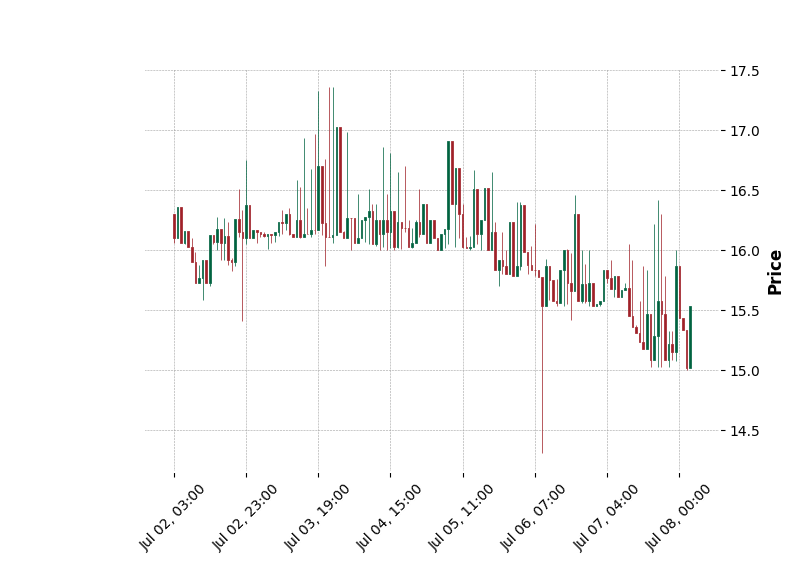 17.5
17.0
16.5
16.0
15.5
15.0
14.5
Price
Jul 02, 03:00
Jul 02, 23:00
Jul 03, 19:00
Jul 04, 15:00
Jul 05, 11:00
Jul 06, 07:00
Jul 07, 04:00
Jul 08, 00:00